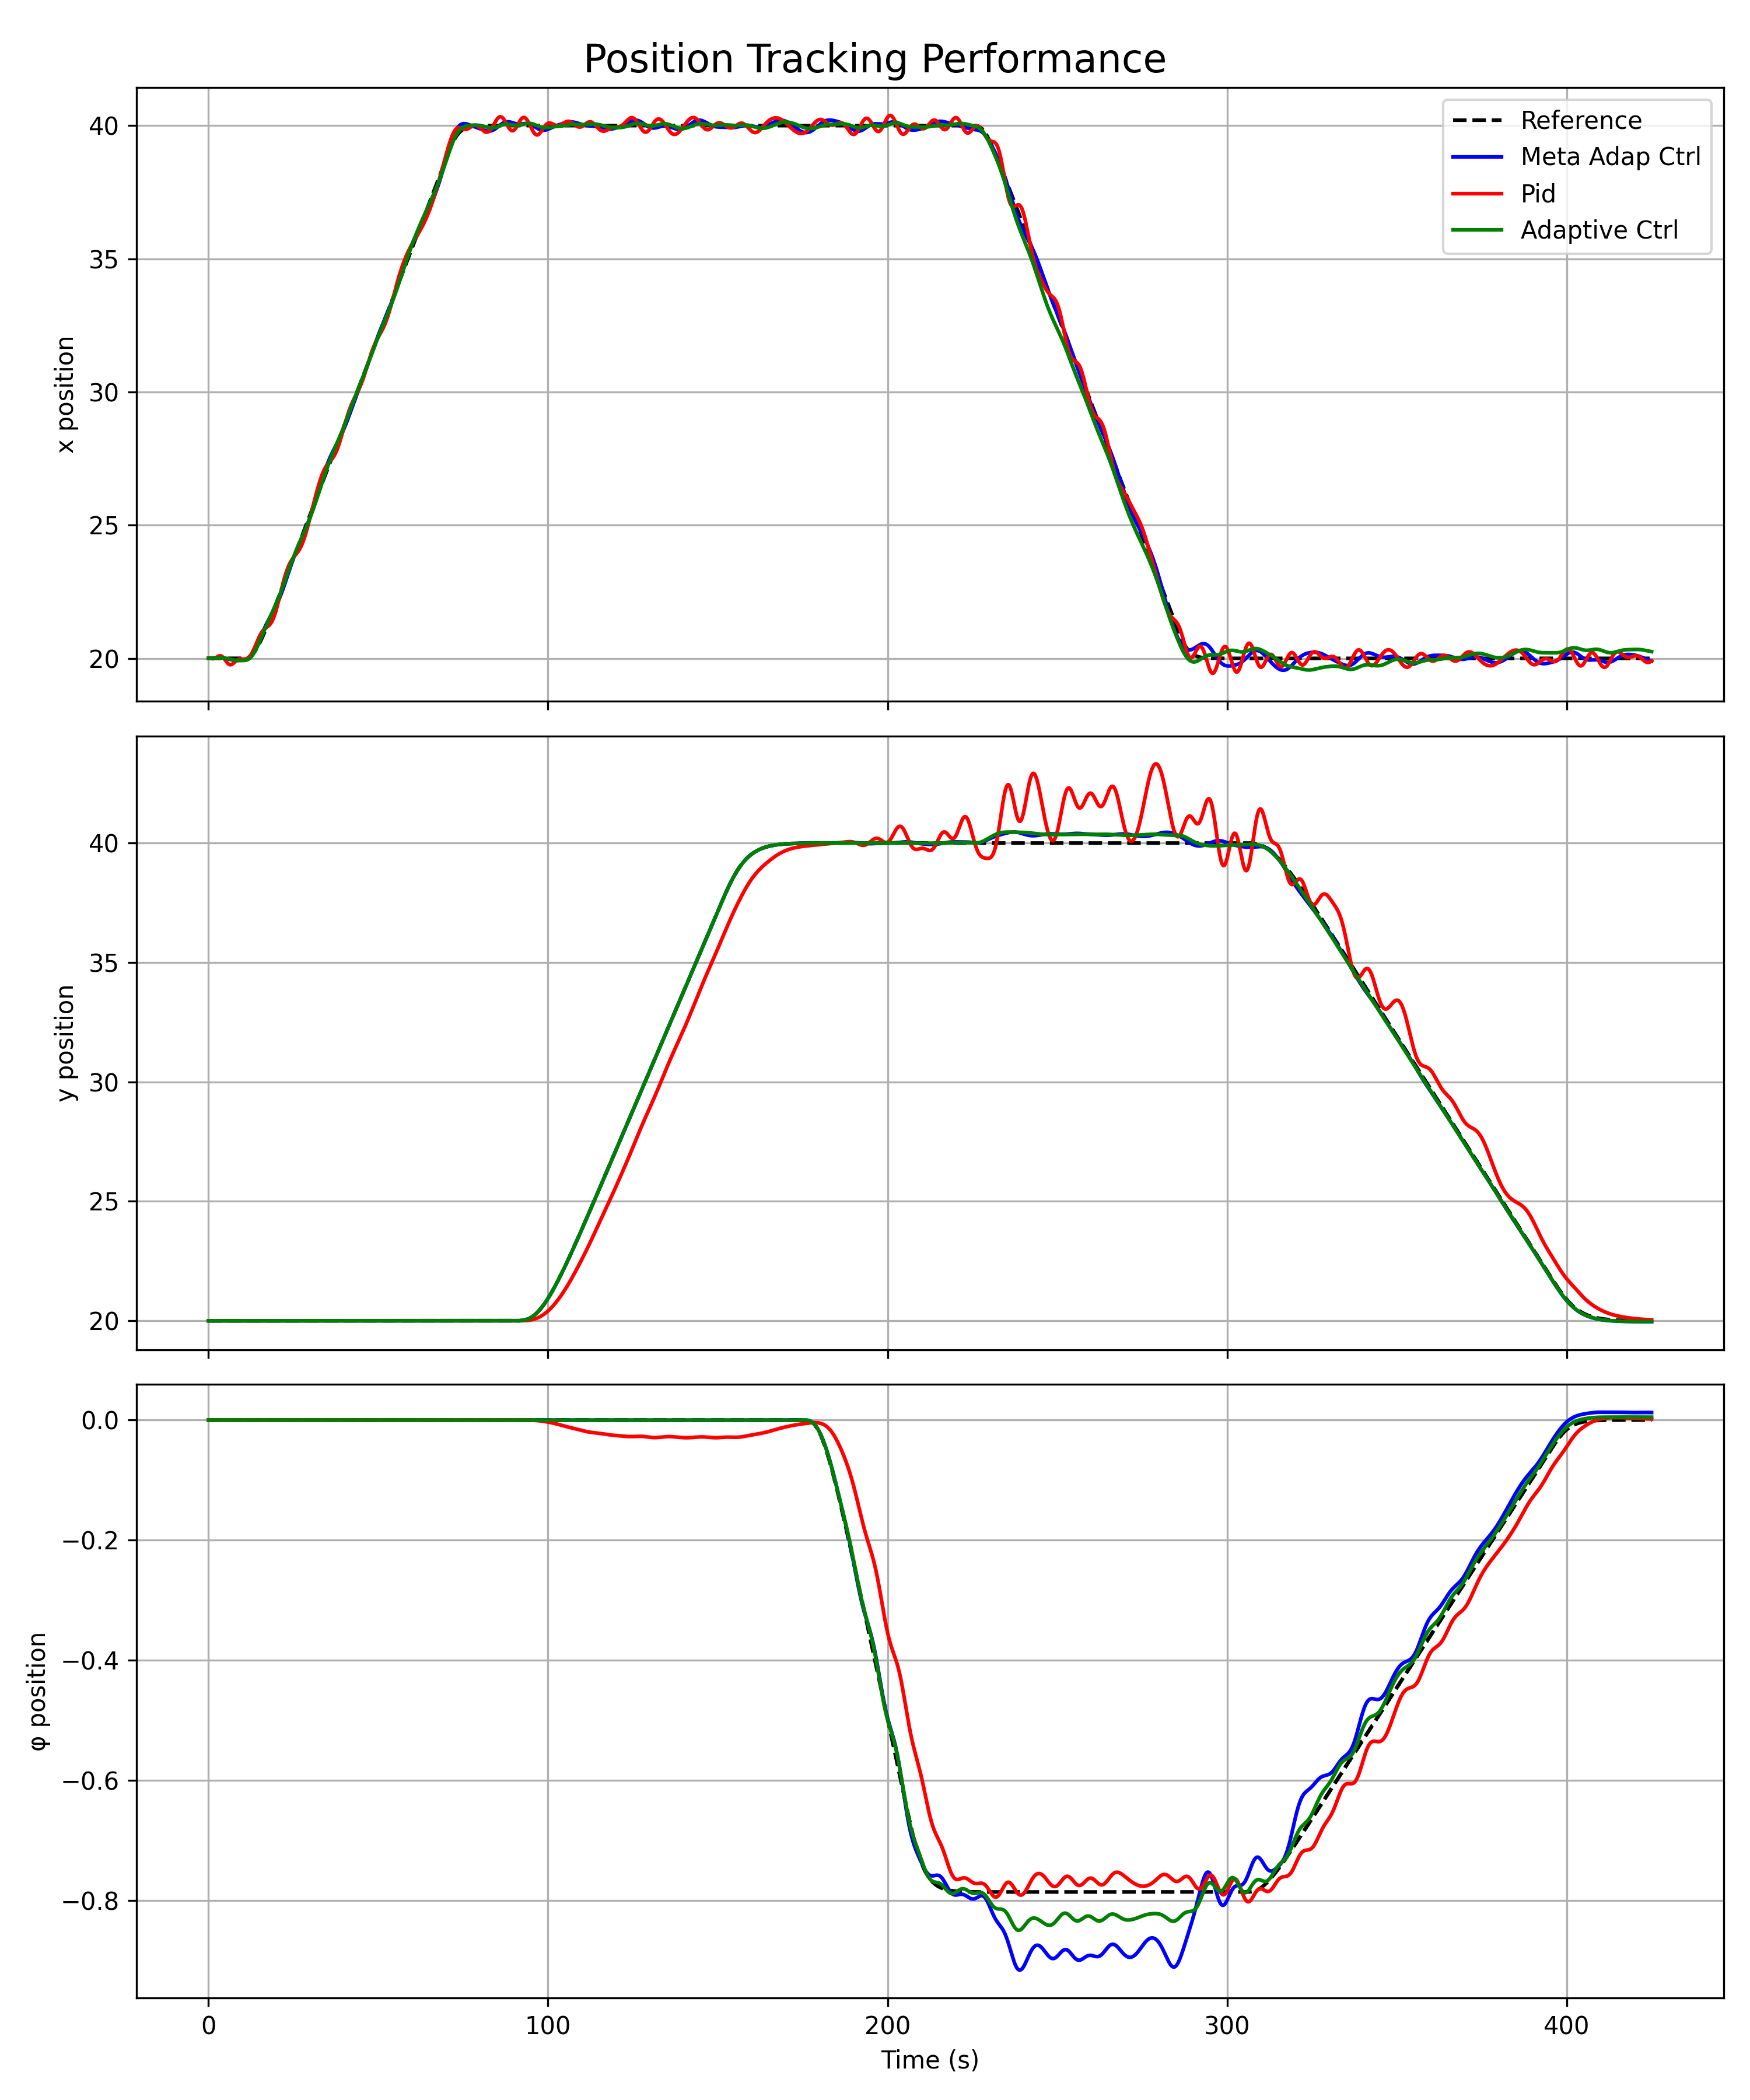 Position Tracking Performance
40
35
30
25
20
x position
Reference
Meta Adap Ctrl
Pid
Adaptive Ctrl
40
35
30
25
20
y position
0.0
−0.2
−0.4
−0.6
−0.8
φ position
0
100
200
300
400
Time (s)